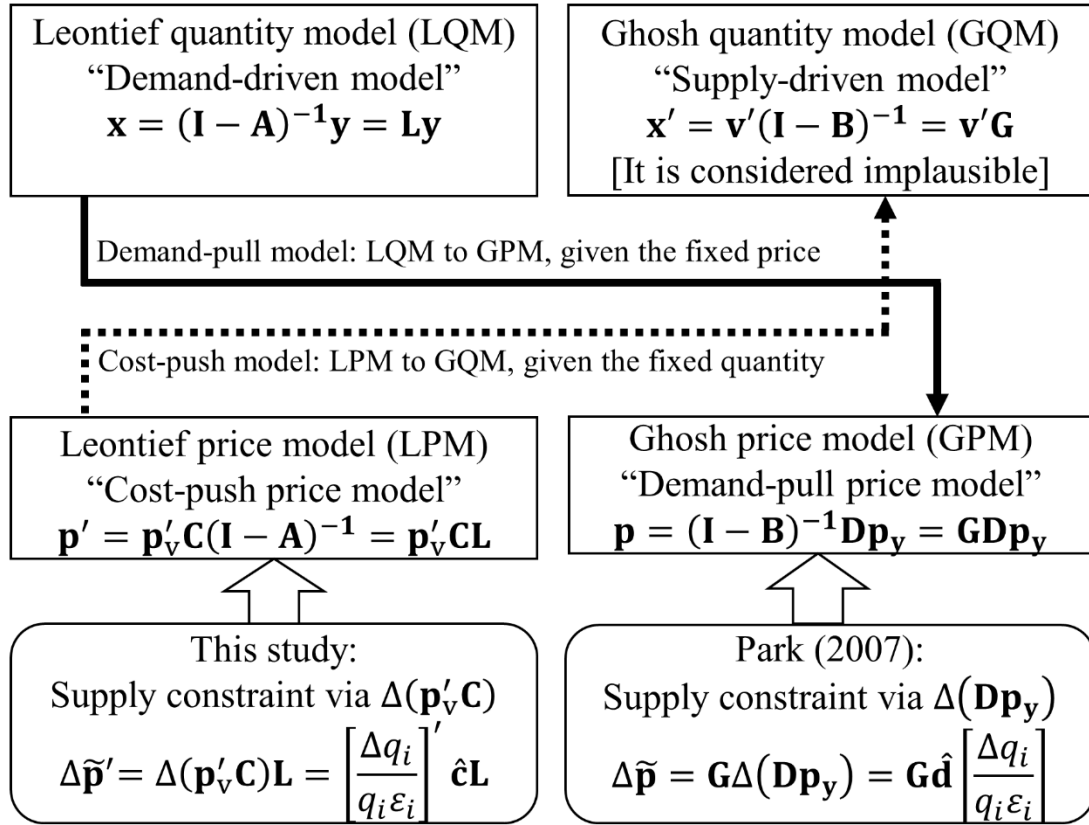 Leontief quantity model (LQM)
“Demand-driven model”
𝐱 = (𝐈 − 𝐀)⁻¹𝐲 = 𝐋𝐲
Ghosh quantity model (GQM)
“Supply-driven model”
𝐱′ = 𝐯′(𝐈 − 𝐁)⁻¹ = 𝐯′𝐆
[It is considered implausible]
Demand-pull model: LQM to GPM, given the fixed price
Cost-push model: LPM to GQM, given the fixed quantity
Leontief price model (LPM)
“Cost-push price model”
𝐩′ = 𝐩′ᵥ𝐂(𝐈 − 𝐀)⁻¹ = 𝐩′ᵥ𝐂𝐋
Ghosh price model (GPM)
“Demand-pull price model”
𝐩 = (𝐈 − 𝐁)⁻¹𝐃𝐩_𝐲 = 𝐆𝐃𝐩_𝐲
This study:
Supply constraint via Δ(𝐩′ᵥ𝐂)
Δ𝐩̃′ = Δ(𝐩′ᵥ𝐂)𝐋 = [Δqᵢ / qᵢεᵢ]′ 𝐜̂𝐋
Park (2007):
Supply constraint via Δ(𝐃𝐩_𝐲)
Δ𝐩̃ = 𝐆Δ(𝐃𝐩_𝐲) = 𝐆𝐝̂ [Δqᵢ / qᵢεᵢ]